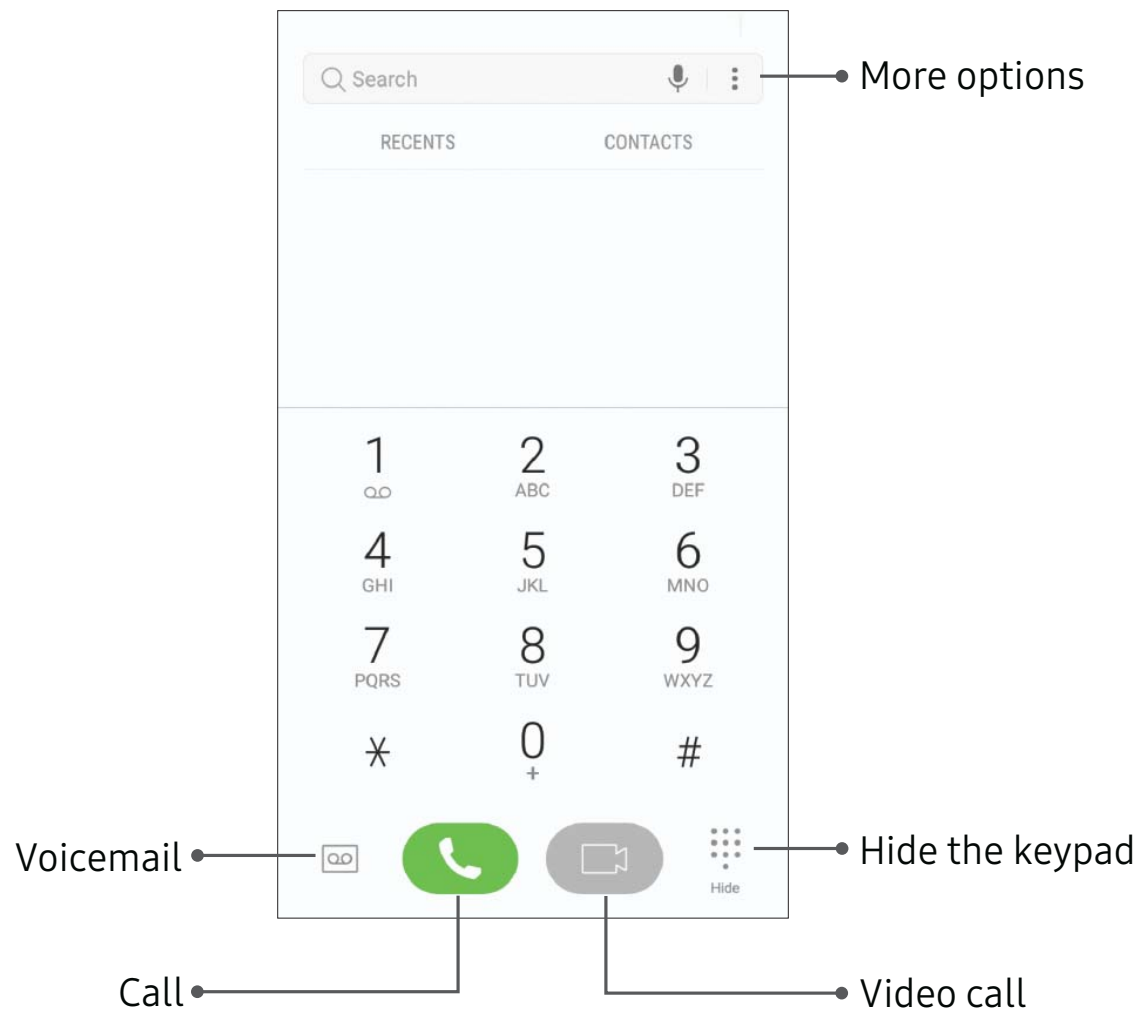 Search
More options
RECENTS CONTACTS
1 2 3
ABC DEF
4 5 6
GHI JKL MNO
7 8 9
PQRS TUV WXYZ
* 0 #
+
Voicemail
Hide
Hide the keypad
Call
Video call